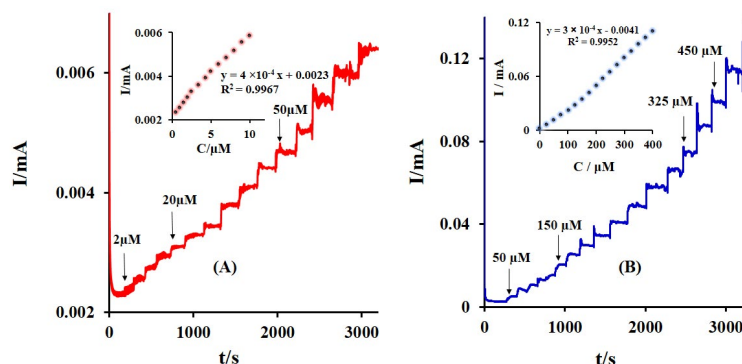 0.006
0.004
0.002
I/mA
0.006
0.004
0.002
I/mA
0
5
10
C/µM
y = 4 ×10⁻⁴ x + 0.0023
R² = 0.9967
2µM
20µM
50µM
(A)
0
1000
2000
3000
t/s
0.12
0.08
0.04
0
I/mA
0.12
0.06
0
I / mA
0
100
200
300
400
C / µM
y = 3 × 10⁻⁴ x - 0.0041
R² = 0.9952
50 µM
150 µM
325 µM
450 µM
(B)
0
1000
2000
3000
t/s